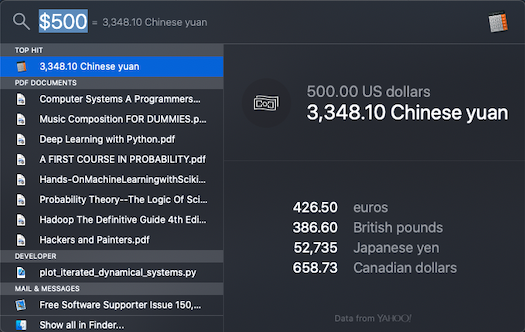 $500 = 3,348.10 Chinese yuan
TOP HIT
3,348.10 Chinese yuan
PDF DOCUMENTS
Computer Systems A Programmers...
Music Composition FOR DUMMIES.p...
Deep Learning with Python.pdf
A FIRST COURSE IN PROBABILITY.pdf
Hands-OnMachineLearningwithSciki...
Probability Theory--The Logic Of Sci...
Hadoop The Definitive Guide 4th Edi...
Hackers and Painters.pdf
DEVELOPER
plot_iterated_dynamical_systems.py
MAIL & MESSAGES
Free Software Supporter Issue 150,...
Show all in Finder...
500.00 US dollars
3,348.10 Chinese yuan
426.50 euros
386.60 British pounds
52,735 Japanese yen
658.73 Canadian dollars
Data from YAHOO!